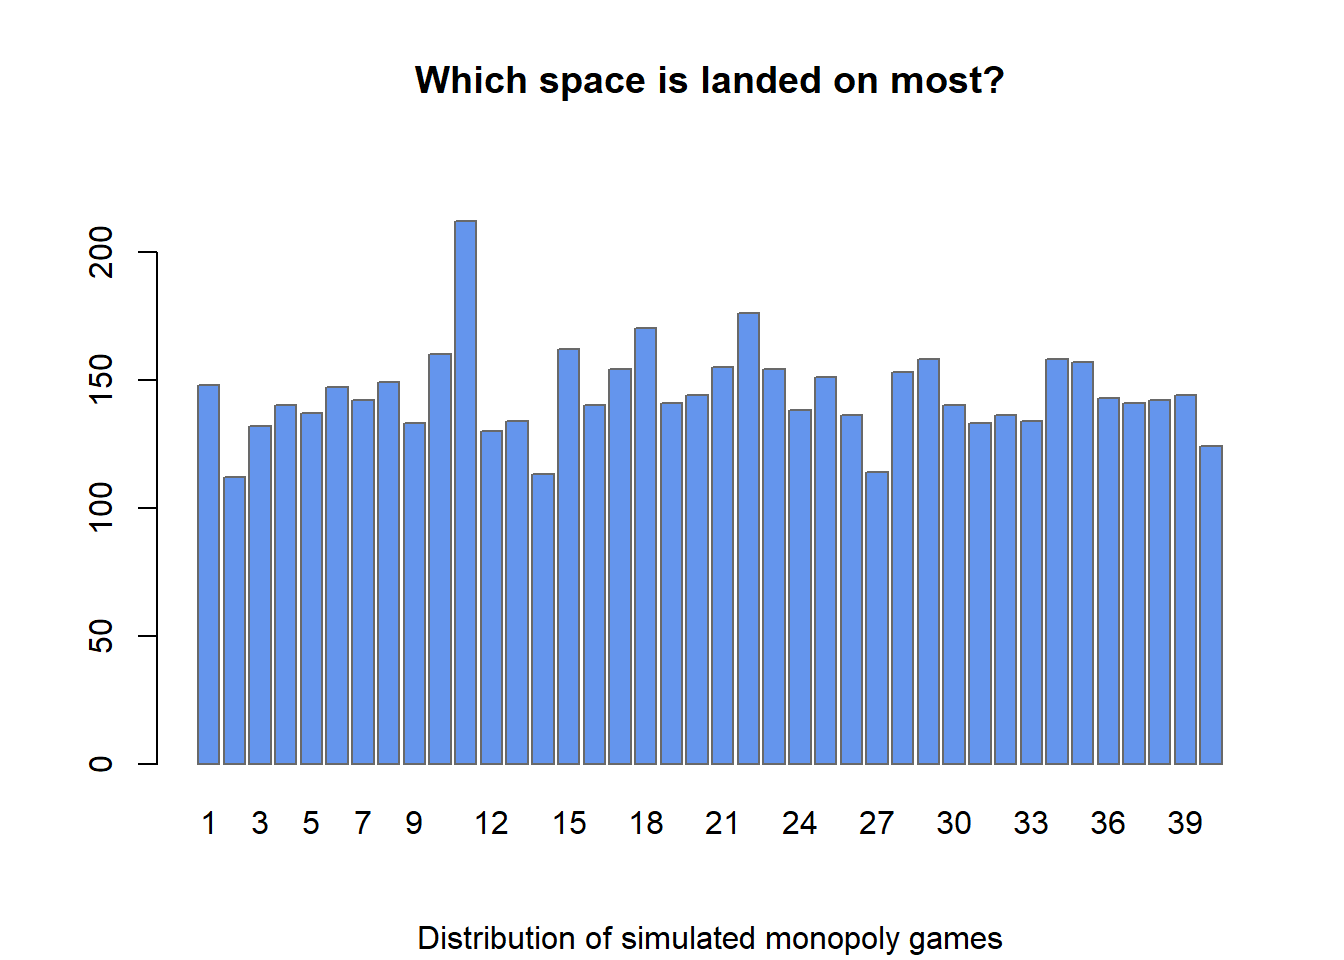 Which space is landed on most?
200
150
100
50
0
1 3 5 7 9 12 15 18 21 24 27 30 33 36 39
Distribution of simulated monopoly games